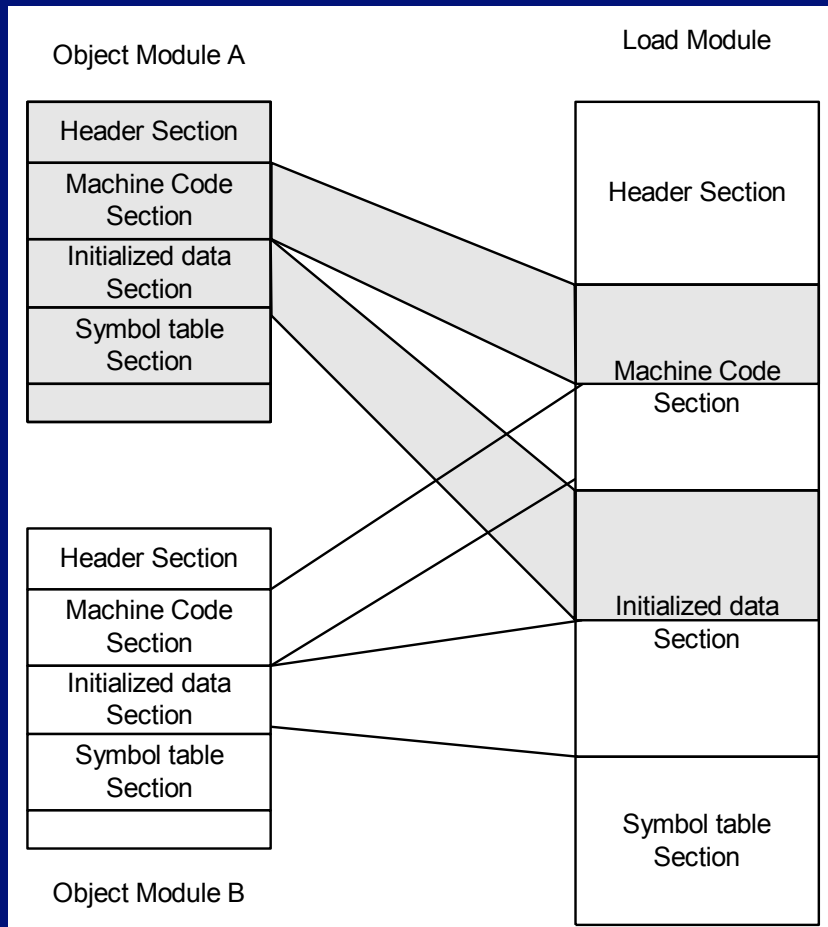 Object Module A
Header Section
Machine Code
Section
Initialized data
Section
Symbol table
Section
Header Section
Machine Code
Section
Initialized data
Section
Symbol table
Section
Object Module B
Load Module
Header Section
Machine Code
Section
Initialized data
Section
Symbol table
Section